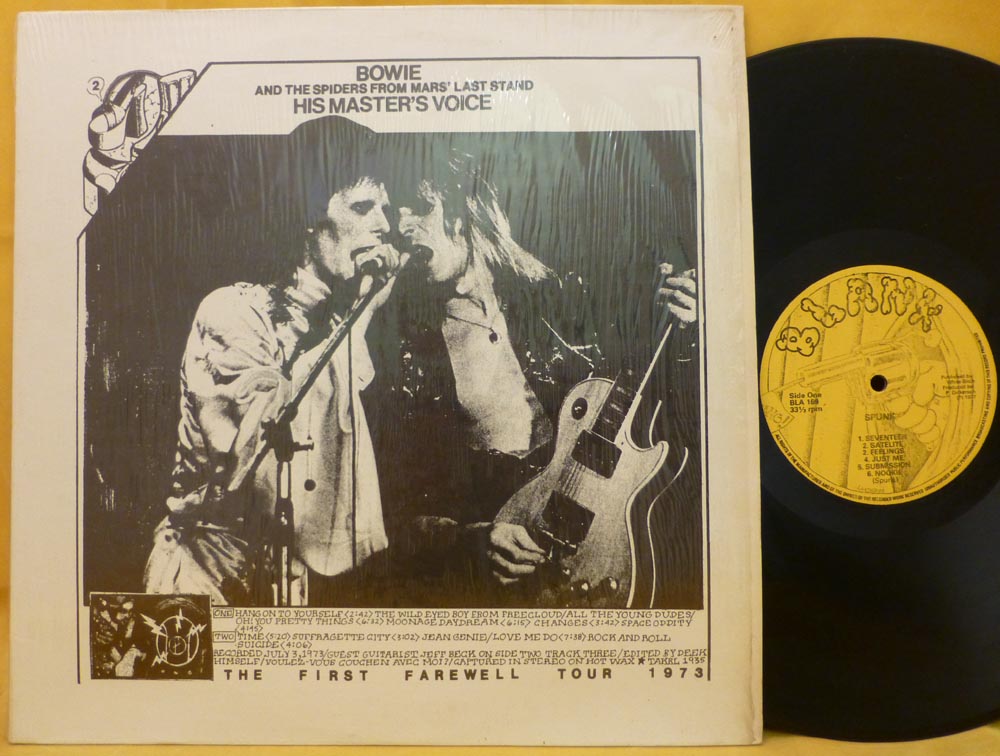 2
BOWIE
AND THE SPIDERS FROM MARS' LAST STAND
HIS MASTER'S VOICE
ONE HANG ON TO YOURSELF (2:42) THE WILD EYED BOY FROM FREECLOUD/ALL THE YOUNG DUDES/
OH! YOU PRETTY THINGS (6:32) MOONAGE DAYDREAM (6:15) CHANGES (3:42) SPACE ODDITY
(4:45)
TWO TIME (5:20) SUFFRAGETTE CITY (3:02) JEAN GENIE/LOVE ME DO (7:38) ROCK AND ROLL
SUICIDE (4:06)
RECORDED JULY 3, 1973/GUEST GUITARIST JEFF BECK ON SIDE TWO TRACK THREE/EDITED BY DEEK
HIMSELF/VOULEZ-VOUS COUCHEN AVEC MOI?/CAPTURED IN STEREO ON HOT WAX ★ TAKRL 1935
THE FIRST FAREWELL TOUR 1973
BLANK
Side One
BLA 169
33⅓ rpm
SPUNK
1. SEVENTEEN
2. SATELITE
3. FEELINGS
4. JUST ME
5. SUBMISSION
6. NOOKIE
(Spunk)